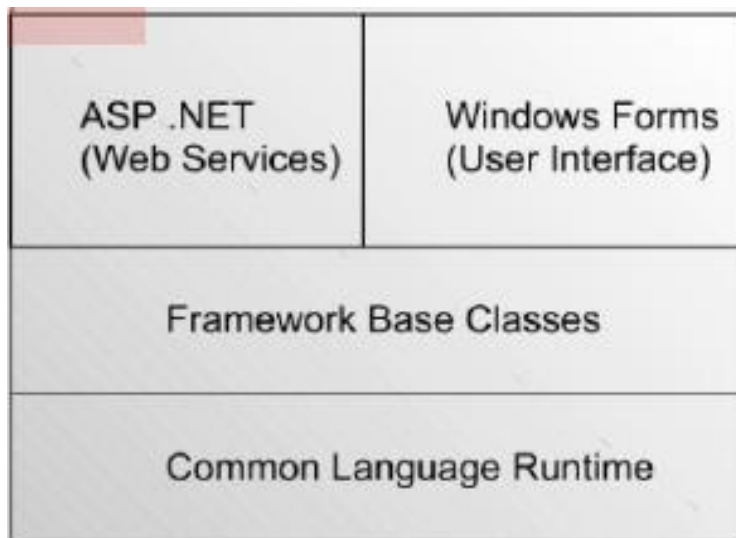 ASP .NET
(Web Services)
Windows Forms
(User Interface)
Framework Base Classes
Common Language Runtime